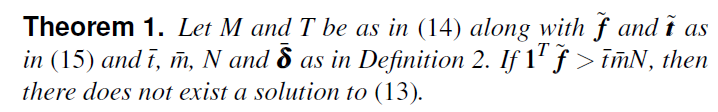 Theorem 1. Let M and T be as in (14) along with f̃ and t̃ as
in (15) and t̄, m̄, N and δ̄ as in Definition 2. If 1ᵀ f̃ > t̄m̄N, then
there does not exist a solution to (13).